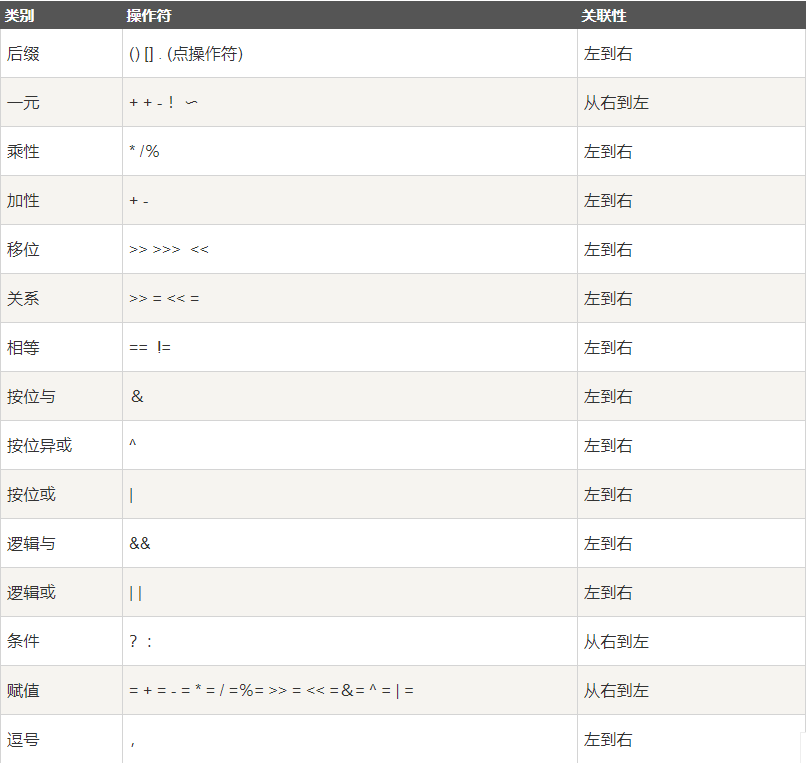 类别 操作符 关联性
后缀 () [] . (点操作符) 左到右
一元 + + - ！ 〜 从右到左
乘性 * /% 左到右
加性 + - 左到右
移位 >> >>> << 左到右
关系 >> = << = 左到右
相等 == != 左到右
按位与 ＆ 左到右
按位异或 ^ 左到右
按位或 | 左到右
逻辑与 && 左到右
逻辑或 | | 左到右
条件 ？： 从右到左
赋值 = + = - = * = / =％= >> = << =＆= ^ = | = 从右到左
逗号 ， 左到右